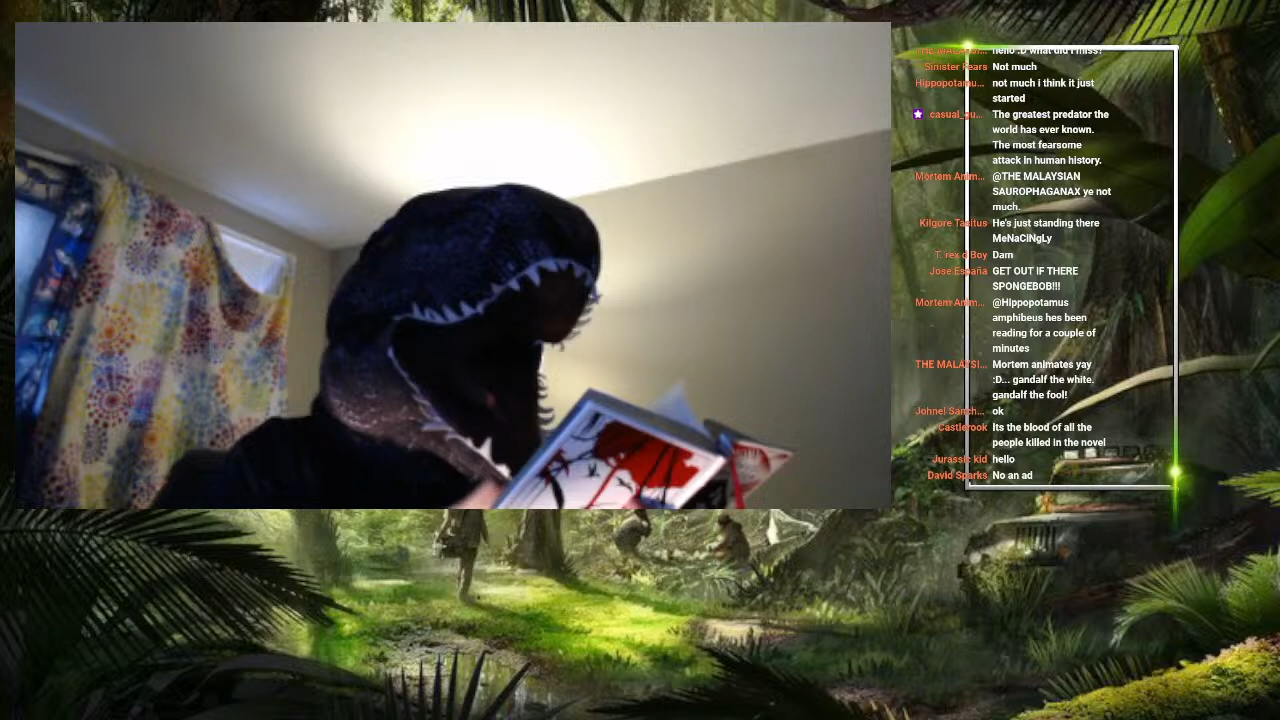 hello :D what did i miss?
Sinister Fears Not much
Hippopotamu... not much i think it just
started
casual_gu... The greatest predator the
world has ever known.
The most fearsome
attack in human history.
Mortem Anim... @THE MALAYSIAN
SAUROPHAGANAX ye not
much.
Kilgore Tacitus He's just standing there
MeNaCiNgLy
T. rex o Boy Darn
Jose España GET OUT IF THERE
SPONGEBOB!!!
Mortem Anim... @Hippopotamus
amphibeus hes been
reading for a couple of
minutes
THE MALAYSI... Mortem animates yay
:D... gandalf the white.
gandalf the fool!
Johnel Sanch... ok
Castlerook Its the blood of all the
people killed in the novel
Jurassic kid hello
David Sparks No an ad